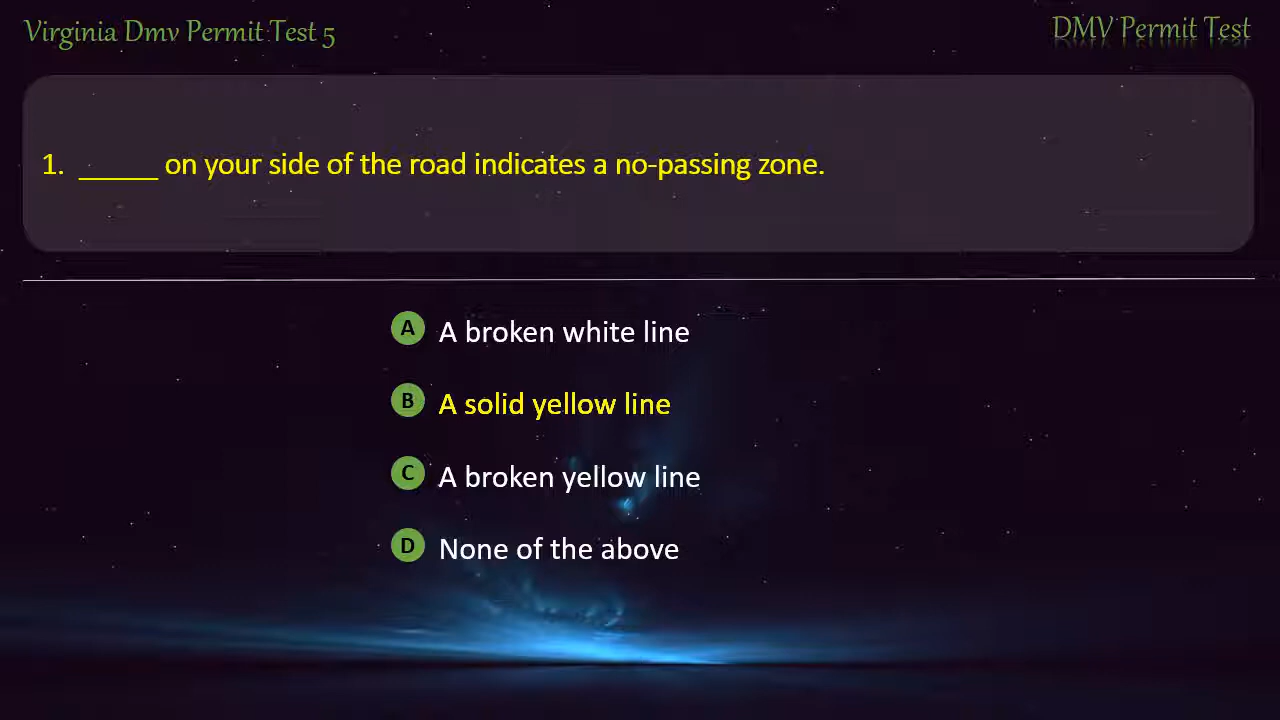 Virginia Dmv Permit Test 5
DMV Permit Test
1. _____ on your side of the road indicates a no-passing zone.
A A broken white line
B A solid yellow line
C A broken yellow line
D None of the above